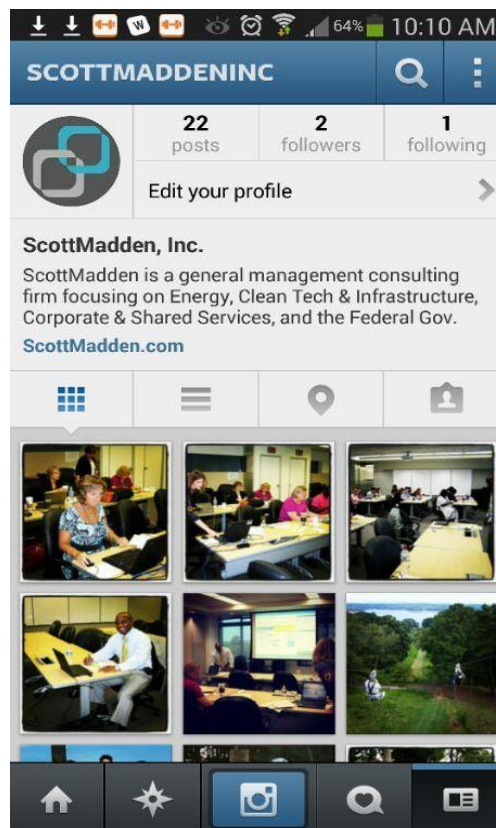 64% 10:10 AM
SCOTTMADDENINC
22 2 1
posts followers following
Edit your profile
ScottMadden, Inc.
ScottMadden is a general management consulting
firm focusing on Energy, Clean Tech & Infrastructure,
Corporate & Shared Services, and the Federal Gov.
ScottMadden.com